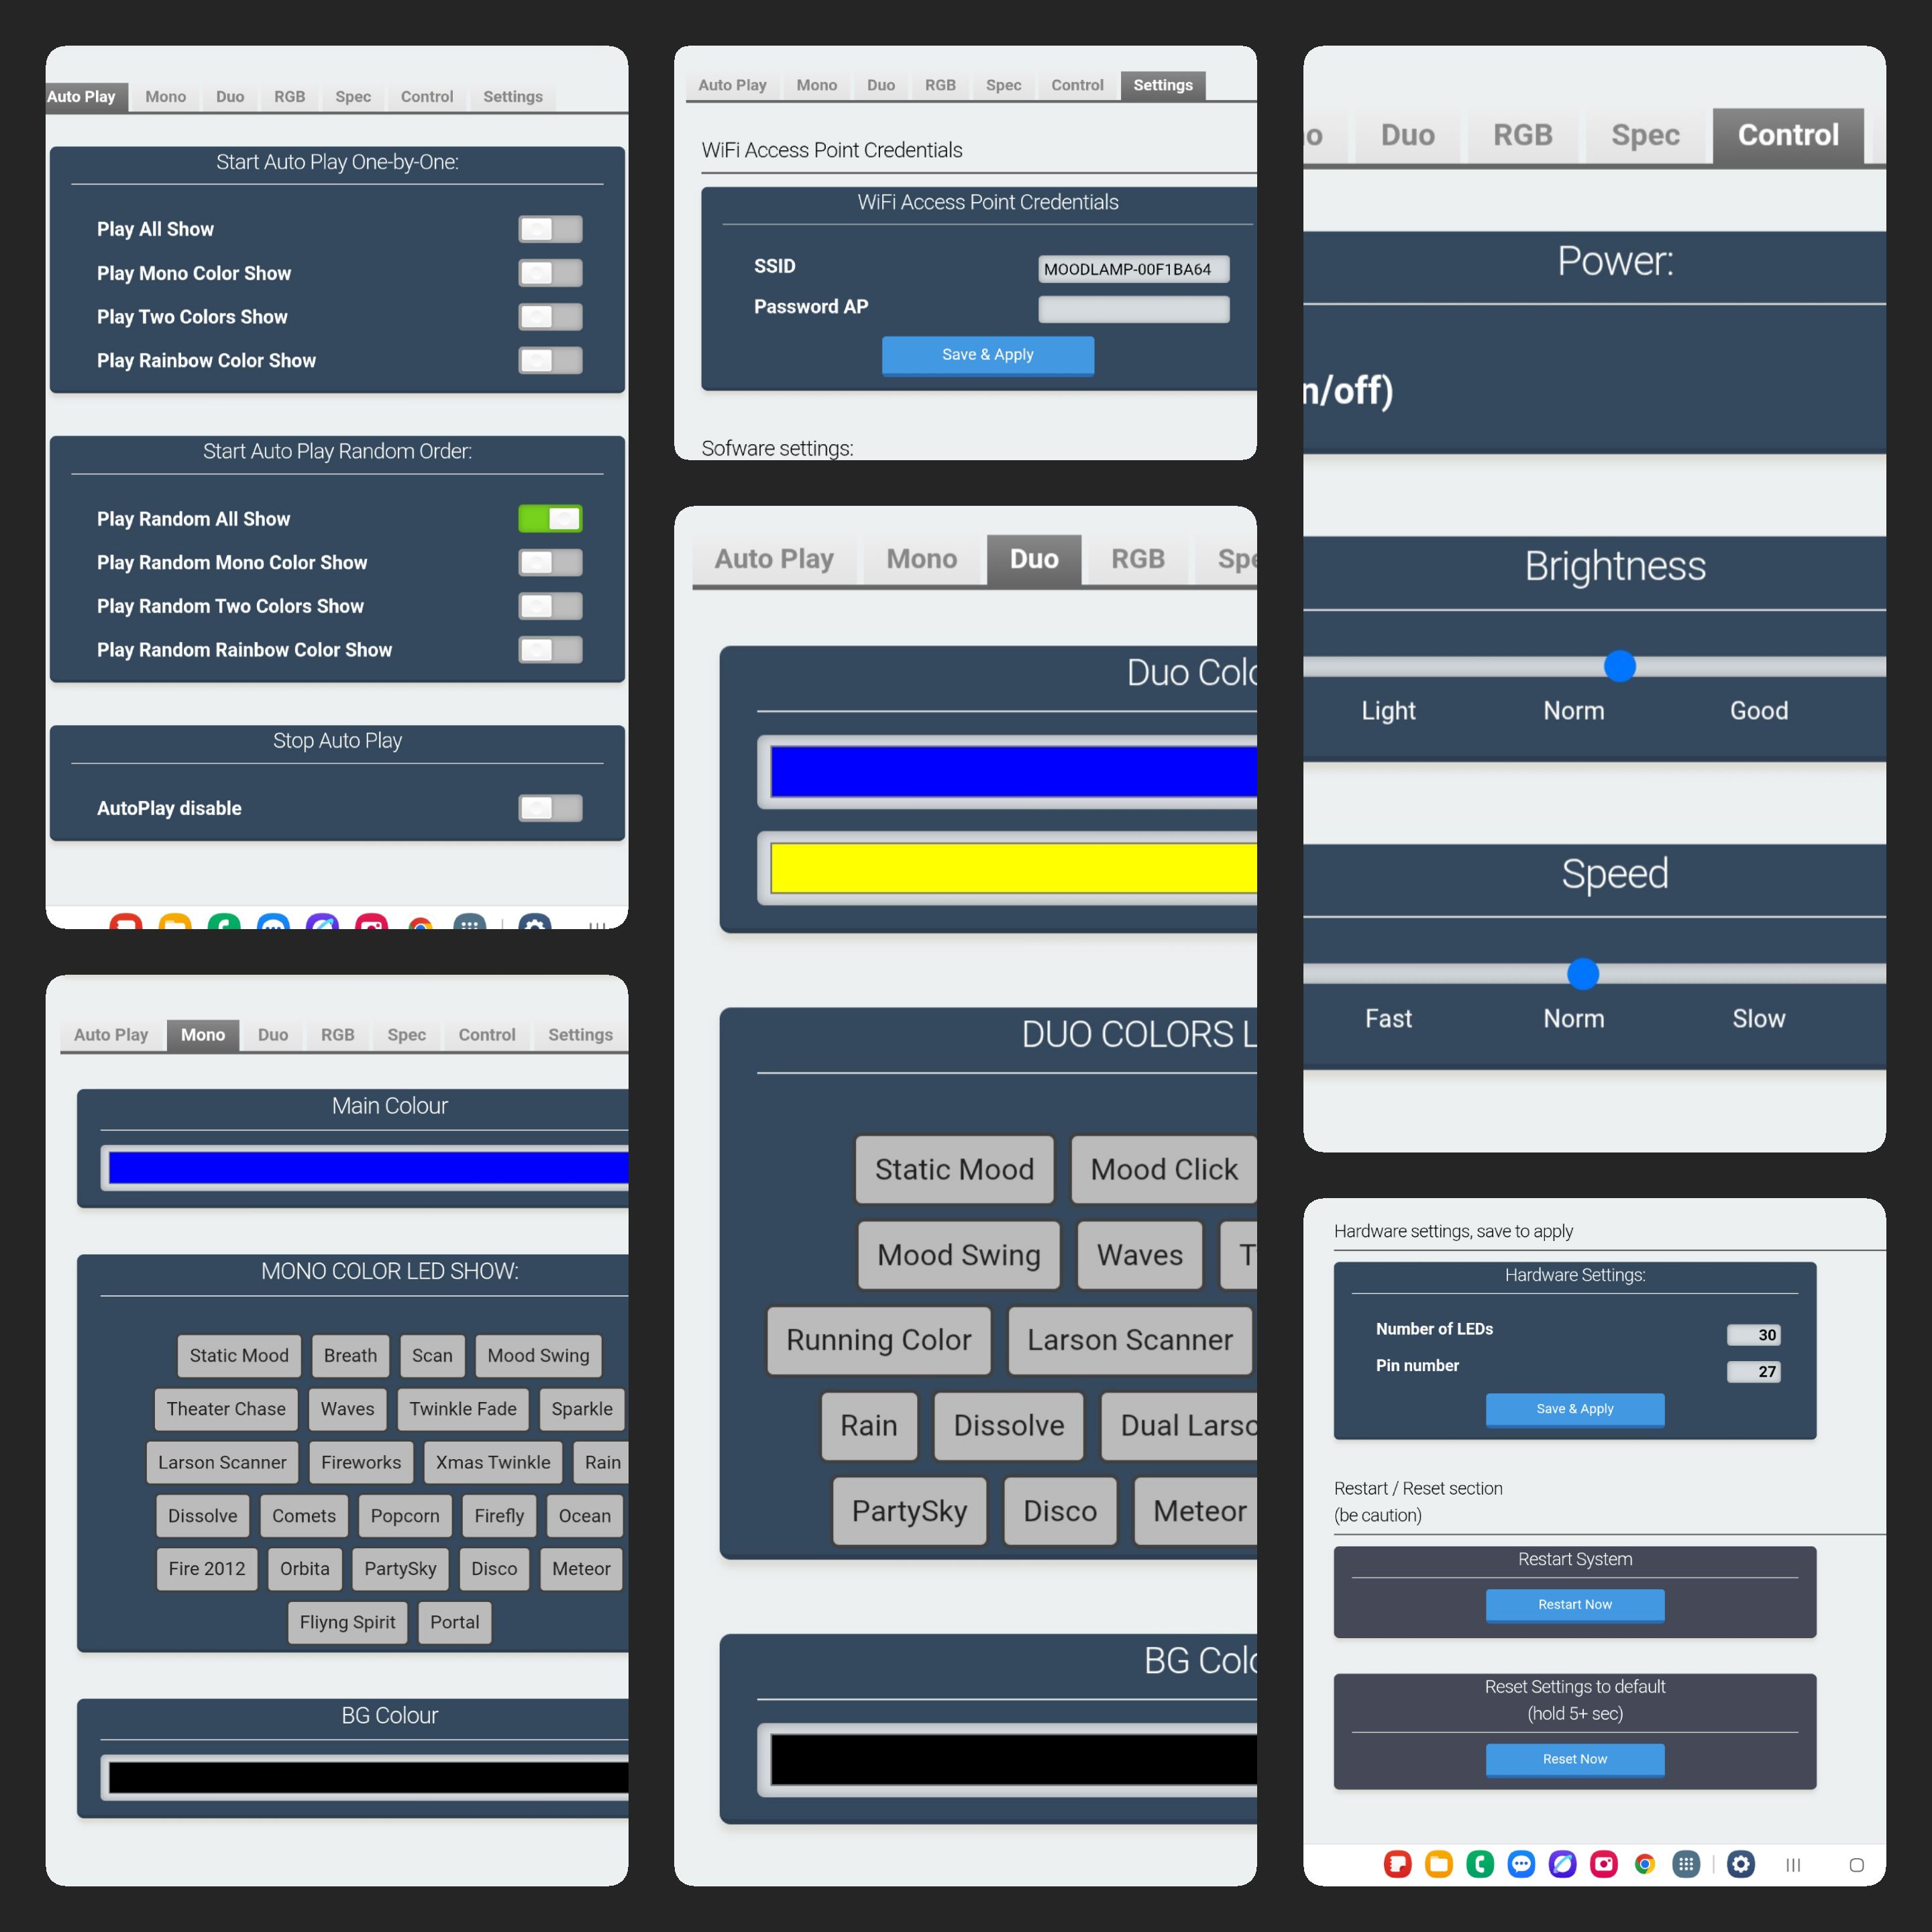 Auto Play Mono Duo RGB Spec Control Settings
Start Auto Play One-by-One:
Play All Show
Play Mono Color Show
Play Two Colors Show
Play Rainbow Color Show
Start Auto Play Random Order:
Play Random All Show
Play Random Mono Color Show
Play Random Two Colors Show
Play Random Rainbow Color Show
Stop Auto Play
AutoPlay disable
Auto Play Mono Duo RGB Spec Control Settings
Main Colour
MONO COLOR LED SHOW:
Static Mood Breath Scan Mood Swing
Theater Chase Waves Twinkle Fade Sparkle
Larson Scanner Fireworks Xmas Twinkle Rain
Dissolve Comets Popcorn Firefly Ocean
Fire 2012 Orbita PartySky Disco Meteor
Fliyng Spirit Portal
BG Colour
Auto Play Mono Duo RGB Spec Control Settings
WiFi Access Point Credentials
WiFi Access Point Credentials
SSID MOODLAMP-00F1BA64
Password AP
Save & Apply
Sofware settings:
Auto Play Mono Duo RGB Spe
Duo Colo
DUO COLORS L
Static Mood Mood Click
Mood Swing Waves T
Running Color Larson Scanner
Rain Dissolve Dual Larso
PartySky Disco Meteor
BG Colo
o Duo RGB Spec Control
Power:
n/off)
Brightness
Light Norm Good
Speed
Fast Norm Slow
Hardware settings, save to apply
Hardware Settings:
Number of LEDs 30
Pin number 27
Save & Apply
Restart / Reset section
(be caution)
Restart System
Restart Now
Reset Settings to default
(hold 5+ sec)
Reset Now